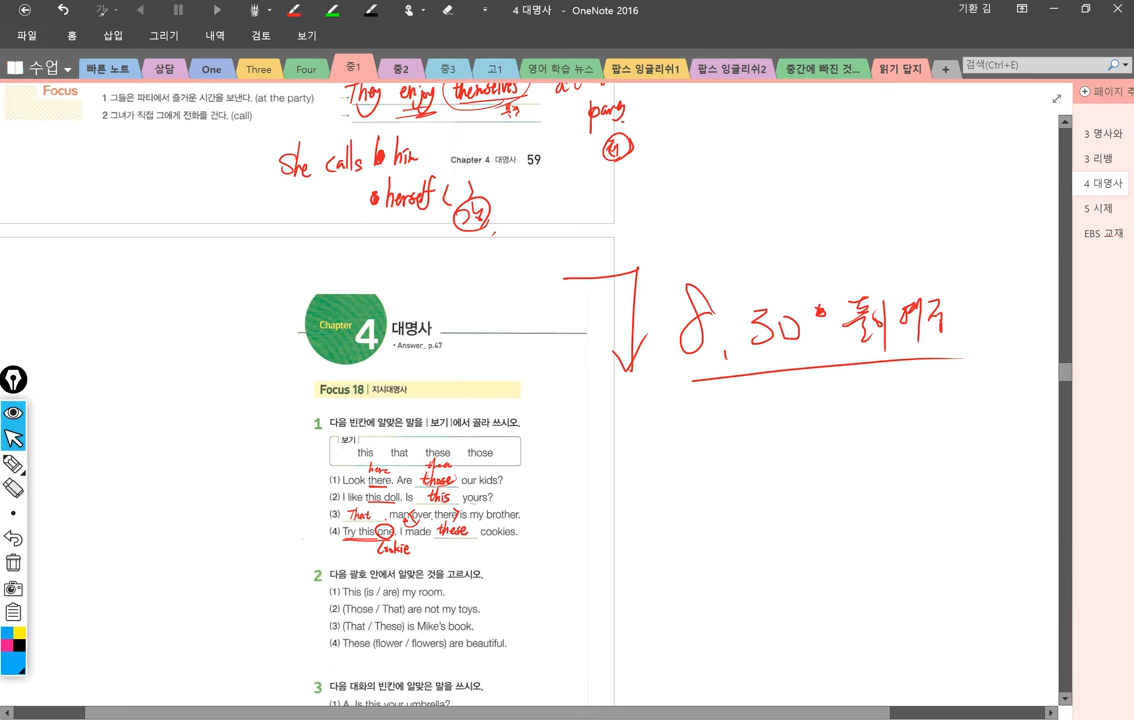 4 대명사 - OneNote 2016
기환 김
파일 홈 삽입 그리기 내역 검토 보기
수업 빠른 노트 상담 One Three Four 중1 중2 중3 고1 영어 학습 뉴스 팝스 잉글리쉬1 팝스 잉글리쉬2 중간에 빠진 것... 읽기 답지 + 검색(Ctrl+E)
페이지 추
3 명사와
3 리뱅
4 대명사
5 시제
EBS 교재
Focus
1 그들은 파티에서 즐거운 시간을 보낸다. (at the party)
→ They enjoy themselves
party
2 그녀가 직접 그에게 전화를 건다. (call)
→
She calls him
herself ( )
Chapter 4 대명사 59
8. 30
Chapter 4 대명사
• Answer_ p.47
Focus 18 | 지시대명사
1 다음 빈칸에 알맞은 말을 |보기|에서 골라 쓰시오.
보기
this that these those
here
(1) Look there. Are those our kids?
(2) I like this doll. Is this yours?
(3) That man over there is my brother.
(4) Try this one. I made these cookies.
Cookie
2 다음 괄호 안에서 알맞은 것을 고르시오.
(1) This (is / are) my room.
(2) (Those / That) are not my toys.
(3) (That / These) is Mike's book.
(4) These (flower / flowers) are beautiful.
3 다음 대화의 빈칸에 알맞은 말을 쓰시오.
(1) A. Is this your umbrella?